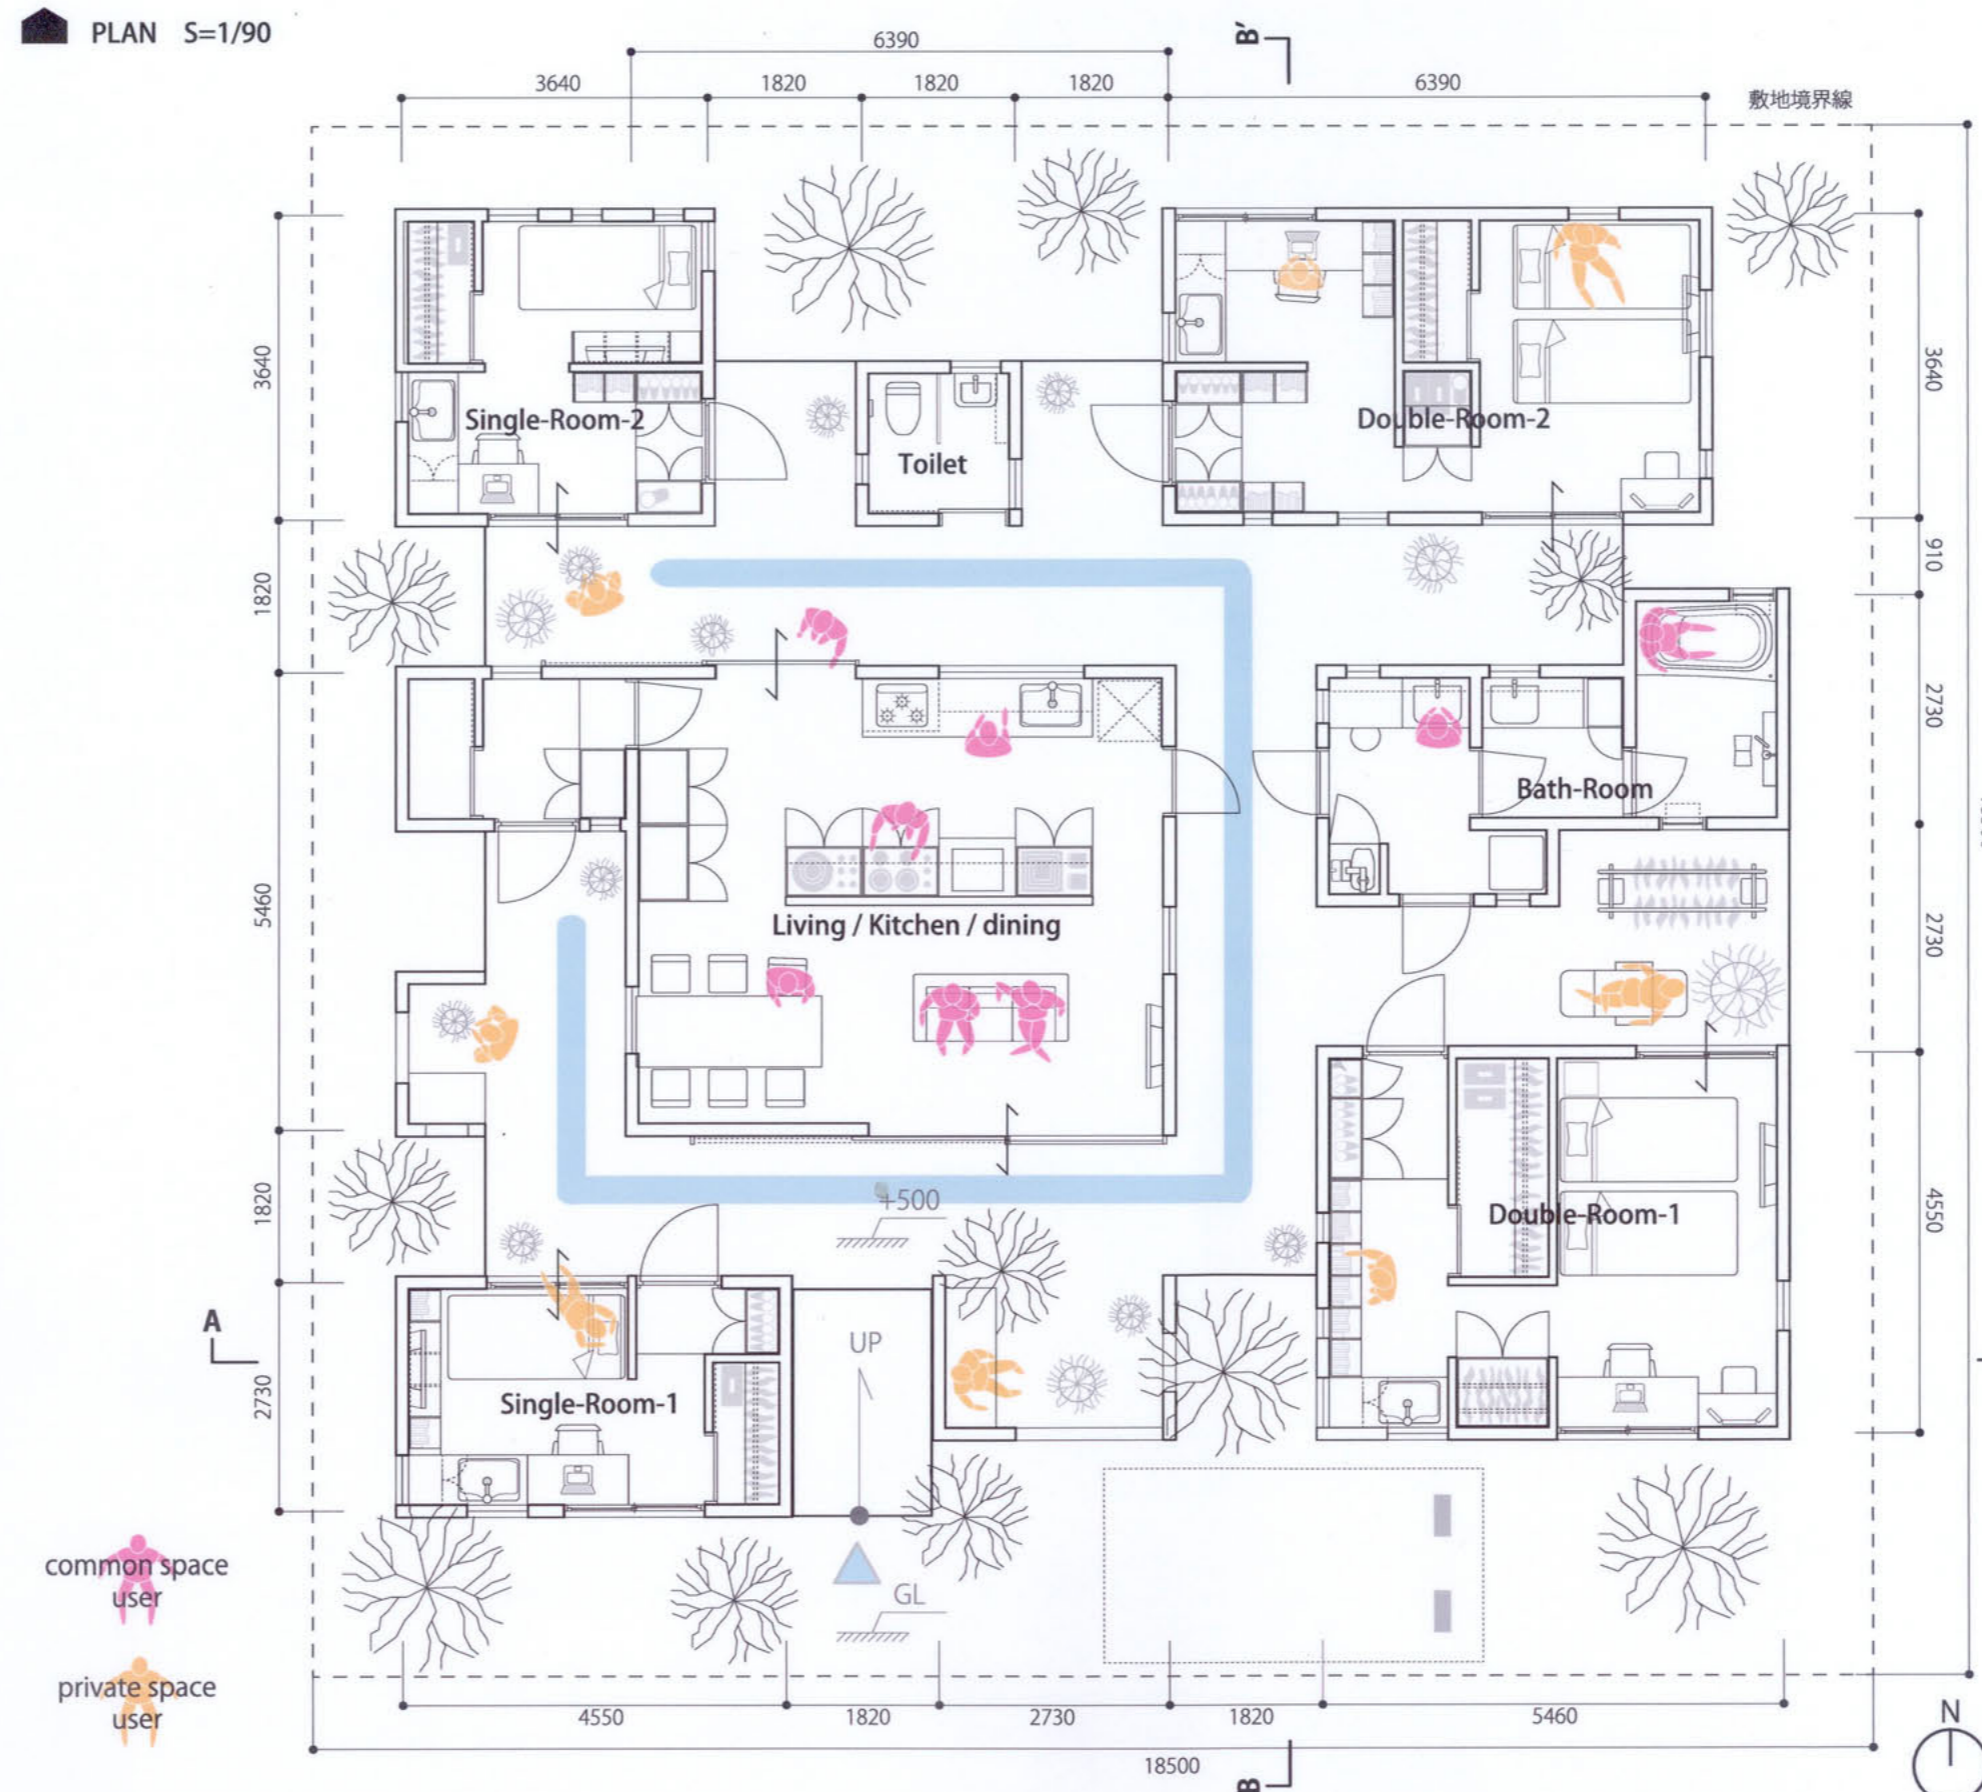 PLAN S=1/90
6390
3640
1820
1820
1820
6390
B'
敷地境界線
3640
1820
5460
1820
2730
3640
910
2730
2730
4550
Single-Room-2
Toilet
Double-Room-2
Bath-Room
Living / Kitchen / dining
+500
Double-Room-1
A
UP
Single-Room-1
GL
common space
user
private space
user
4550
1820
2730
1820
5460
18500
B
N